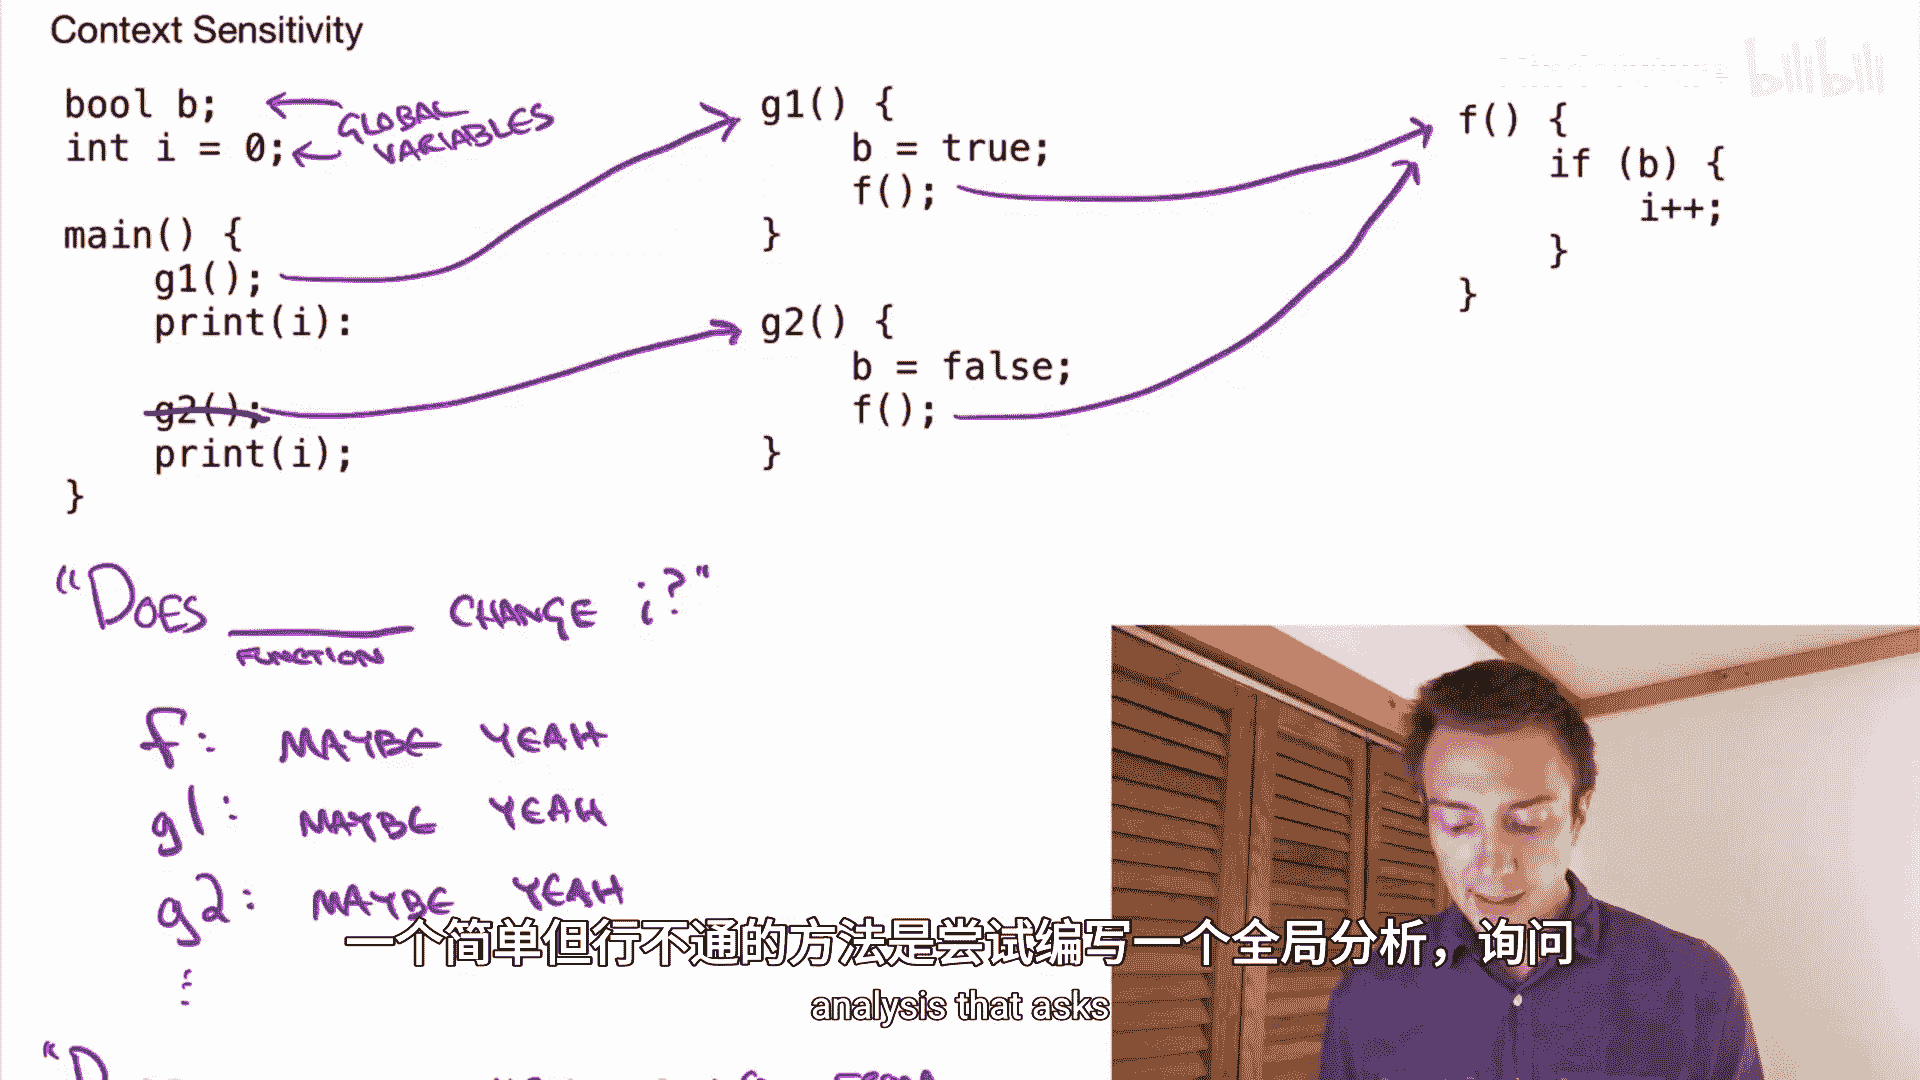 Context Sensitivity
bilibili
bool b;
int i = 0;
GLOBAL
VARIABLES
main() {
g1();
print(i):
g2();
print(i);
}
g1() {
b = true;
f();
}
g2() {
b = false;
f();
}
f() {
if (b) {
i++;
}
}
"DOES ______ CHANGE i?"
FUNCTION
f: MAYBE YEAH
g1: MAYBE YEAH
g2: MAYBE YEAH
一个简单但行不通的方法是尝试编写一个全局分析，询问
analysis that asks